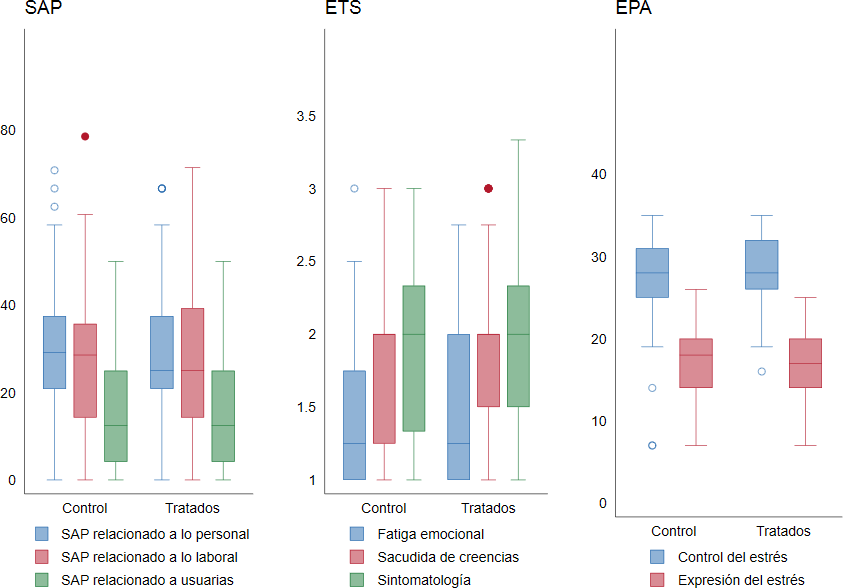 SAP
80
60
40
20
0
Control Tratados
SAP relacionado a lo personal
SAP relacionado a lo laboral
SAP relacionado a usuarias
ETS
3.5
3
2.5
2
1.5
1
Control Tratados
Fatiga emocional
Sacudida de creencias
Sintomatología
EPA
40
30
20
10
0
Control Tratados
Control del estrés
Expresión del estrés